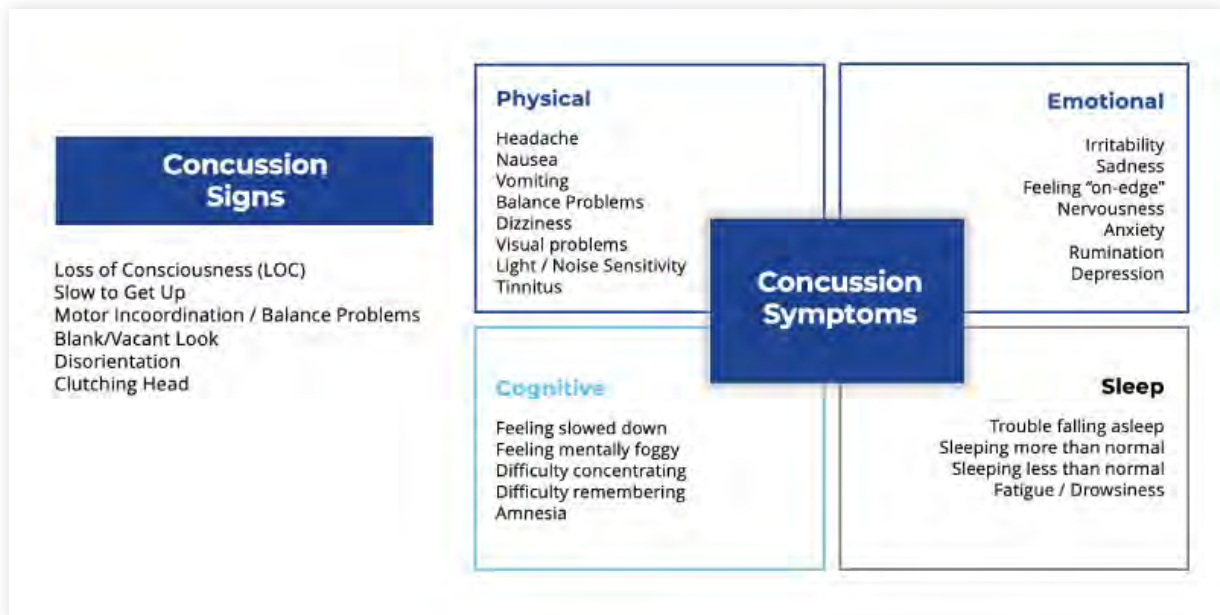 Concussion
Signs
Loss of Consciousness (LOC)
Slow to Get Up
Motor Incoordination / Balance Problems
Blank/Vacant Look
Disorientation
Clutching Head
Physical
Headache
Nausea
Vomiting
Balance Problems
Dizziness
Visual problems
Light / Noise Sensitivity
Tinnitus
Emotional
Irritability
Sadness
Feeling “on-edge”
Nervousness
Anxiety
Rumination
Depression
Concussion
Symptoms
Cognitive
Feeling slowed down
Feeling mentally foggy
Difficulty concentrating
Difficulty remembering
Amnesia
Sleep
Trouble falling asleep
Sleeping more than normal
Sleeping less than normal
Fatigue / Drowsiness